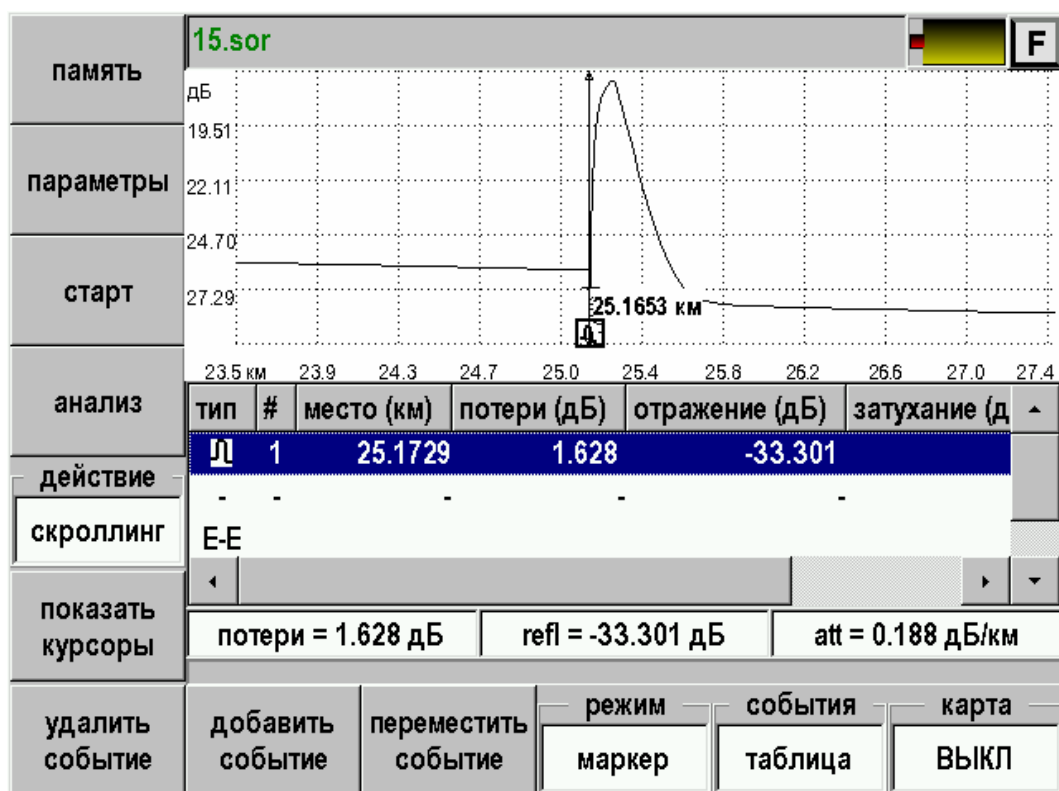 15.sor
F
память
параметры
старт
анализ
действие
скроллинг
показать
курсоры
дБ
19.51
22.11
24.70
27.29
25.1653 км
23.5 км 23.9 24.3 24.7 25.0 25.4 25.8 26.2 26.6 27.0 27.4
тип # место (км) потери (дБ) отражение (дБ) затухание (д
1 25.1729 1.628 -33.301
- - - - -
E-E
потери = 1.628 дБ refl = -33.301 дБ att = 0.188 дБ/км
удалить
событие
добавить
событие
переместить
событие
режим
маркер
события
таблица
карта
ВЫКЛ